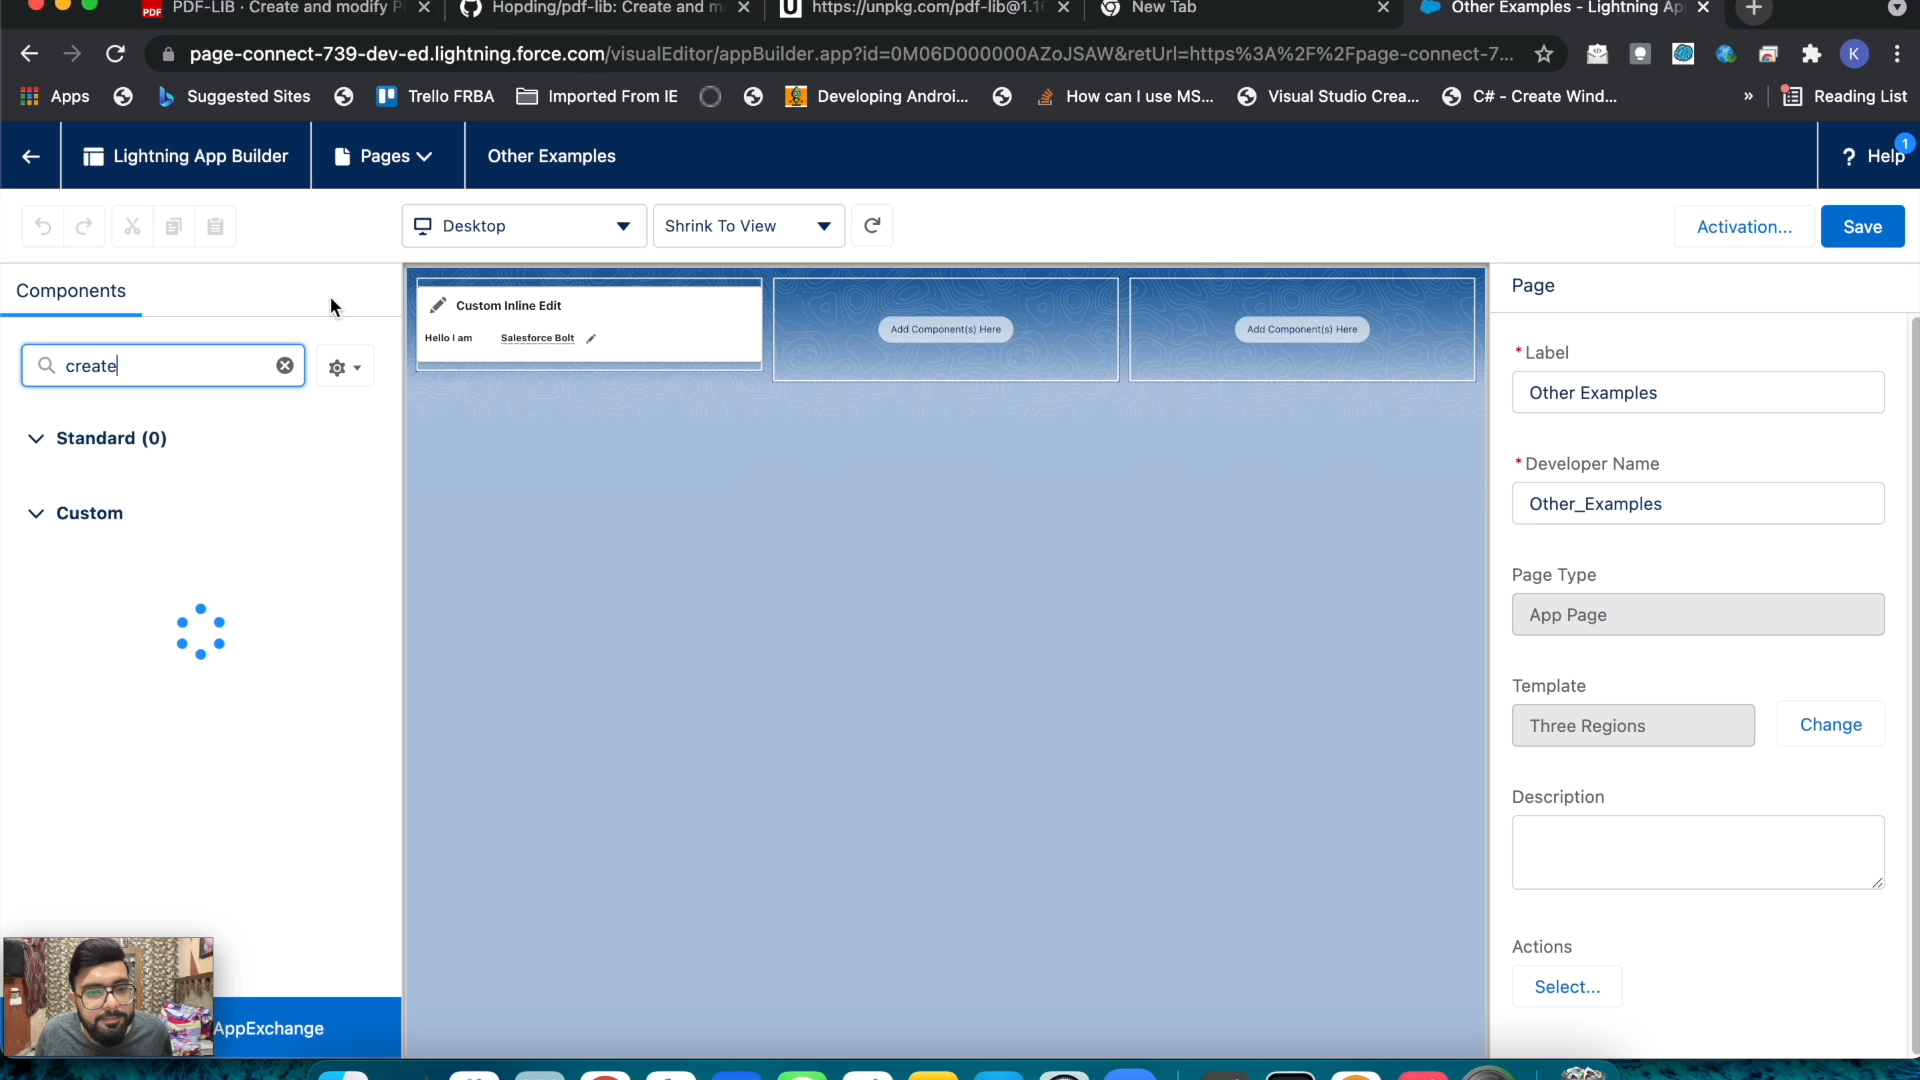 PDF PDF-LIB · Create and modify P
Hopding/pdf-lib: Create and m
U https://unpkg.com/pdf-lib@1.16
New Tab
Other Examples - Lightning Ap
page-connect-739-dev-ed.lightning.force.com/visualEditor/appBuilder.app?id=0M06D000000AZoJSAW&retUrl=https%3A%2F%2Fpage-connect-7...
K
Apps
Suggested Sites
Trello FRBA
Imported From IE
Developing Androi...
How can I use MS...
Visual Studio Crea...
C# - Create Wind...
»
Reading List
Lightning App Builder
Pages
Other Examples
? Help
1
Desktop
Shrink To View
Activation...
Save
Components
create
Standard (0)
Custom
AppExchange
Custom Inline Edit
Hello I am Salesforce Bolt
Add Component(s) Here
Add Component(s) Here
Page
* Label
Other Examples
* Developer Name
Other_Examples
Page Type
App Page
Template
Three Regions
Change
Description
Actions
Select...